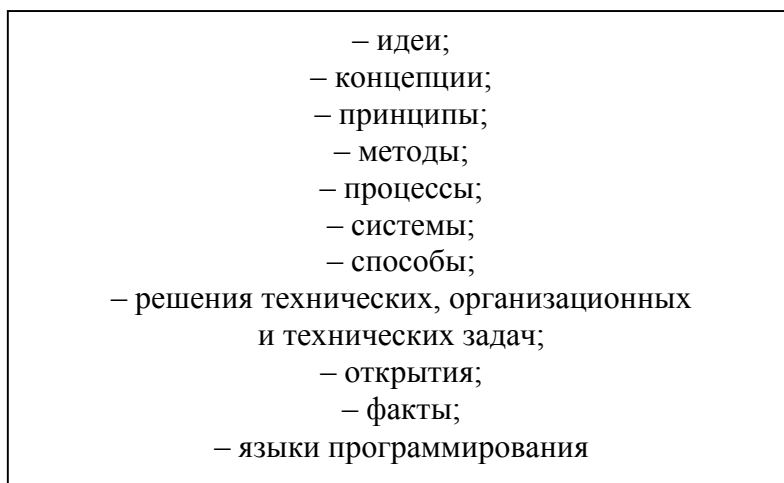 – идеи;
– концепции;
– принципы;
– методы;
– процессы;
– системы;
– способы;
– решения технических, организационных
и технических задач;
– открытия;
– факты;
– языки программирования